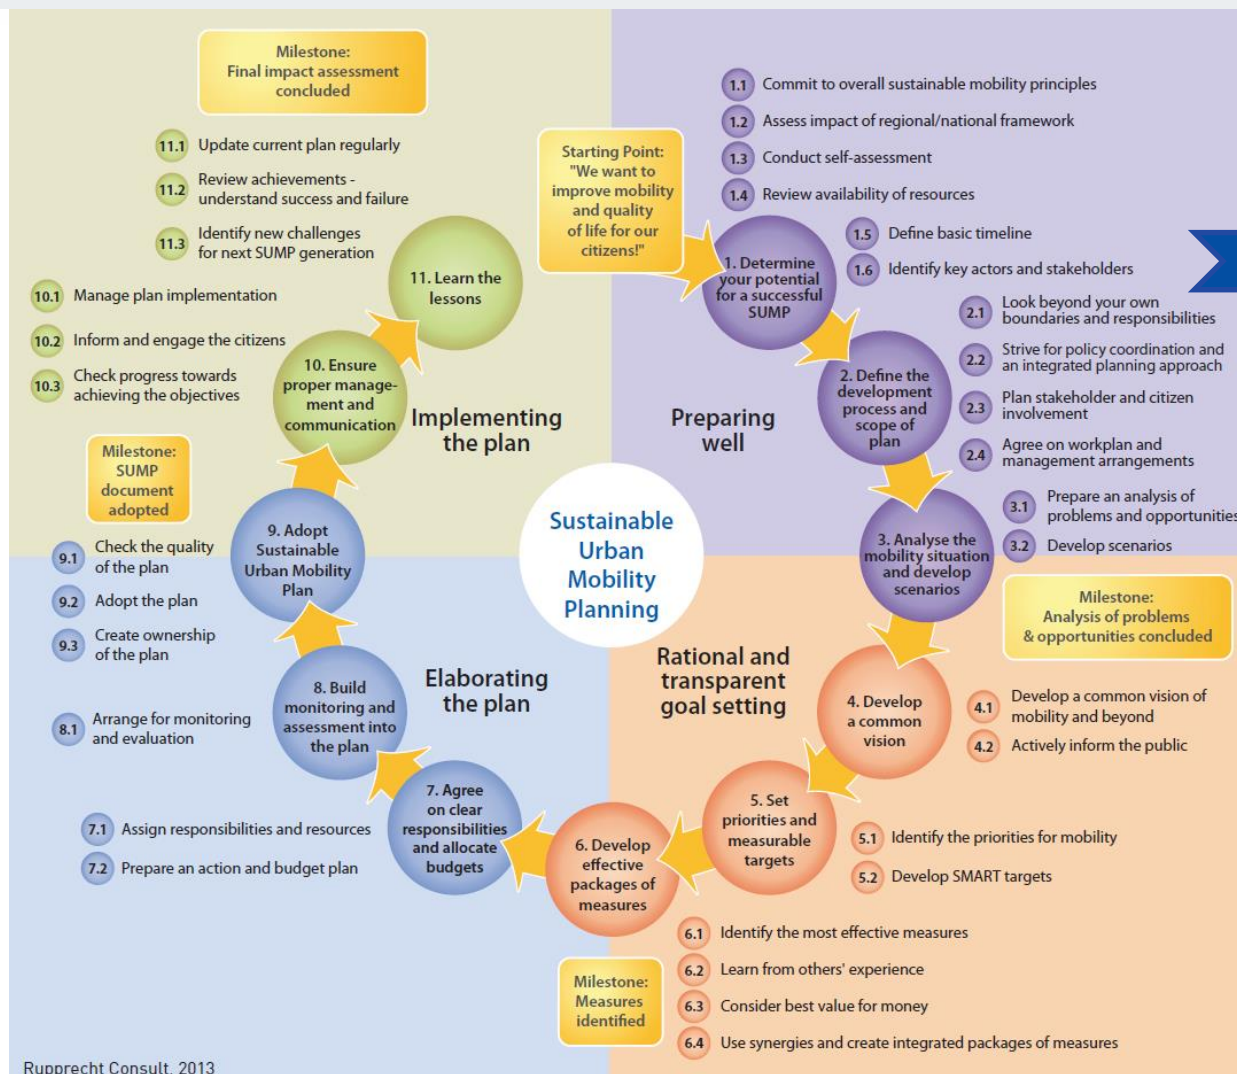 Milestone:
Final impact assessment
concluded
11.1 Update current plan regularly
11.2 Review achievements -
understand success and failure
11.3 Identify new challenges
for next SUMP generation
10.1 Manage plan implementation
10.2 Inform and engage the citizens
10.3 Check progress towards
achieving the objectives
11. Learn the
lessons
10. Ensure
proper manage-
ment and
communication
Implementing
the plan
Starting Point:
"We want to
improve mobility
and quality
of life for our
citizens!"
1.1 Commit to overall sustainable mobility principles
1.2 Assess impact of regional/national framework
1.3 Conduct self-assessment
1.4 Review availability of resources
1.5 Define basic timeline
1.6 Identify key actors and stakeholders
1. Determine
your potential
for a successful
SUMP
2.1 Look beyond your own
boundaries and responsibilities
2.2 Strive for policy coordination and
an integrated planning approach
2.3 Plan stakeholder and citizen
involvement
2.4 Agree on workplan and
management arrangements
2. Define the
development
process and
scope of
plan
Preparing
well
3.1 Prepare an analysis of
problems and opportunities
3.2 Develop scenarios
3. Analyse the
mobility situation
and develop
scenarios
Milestone:
Analysis of problems
& opportunities concluded
Sustainable
Urban
Mobility
Planning
Rational and
transparent
goal setting
4. Develop
a common
vision
4.1 Develop a common vision of
mobility and beyond
4.2 Actively inform the public
5. Set
priorities and
measurable
targets
5.1 Identify the priorities for mobility
5.2 Develop SMART targets
6. Develop
effective
packages of
measures
6.1 Identify the most effective measures
6.2 Learn from others' experience
6.3 Consider best value for money
6.4 Use synergies and create integrated packages of measures
Milestone:
Measures
identified
Elaborating
the plan
7. Agree
on clear
responsibilities
and allocate
budgets
7.1 Assign responsibilities and resources
7.2 Prepare an action and budget plan
8. Build
monitoring and
assessment into
the plan
8.1 Arrange for monitoring
and evaluation
9. Adopt
Sustainable
Urban Mobility
Plan
Milestone:
SUMP
document
adopted
9.1 Check the quality
of the plan
9.2 Adopt the plan
9.3 Create ownership
of the plan
Rupprecht Consult, 2013